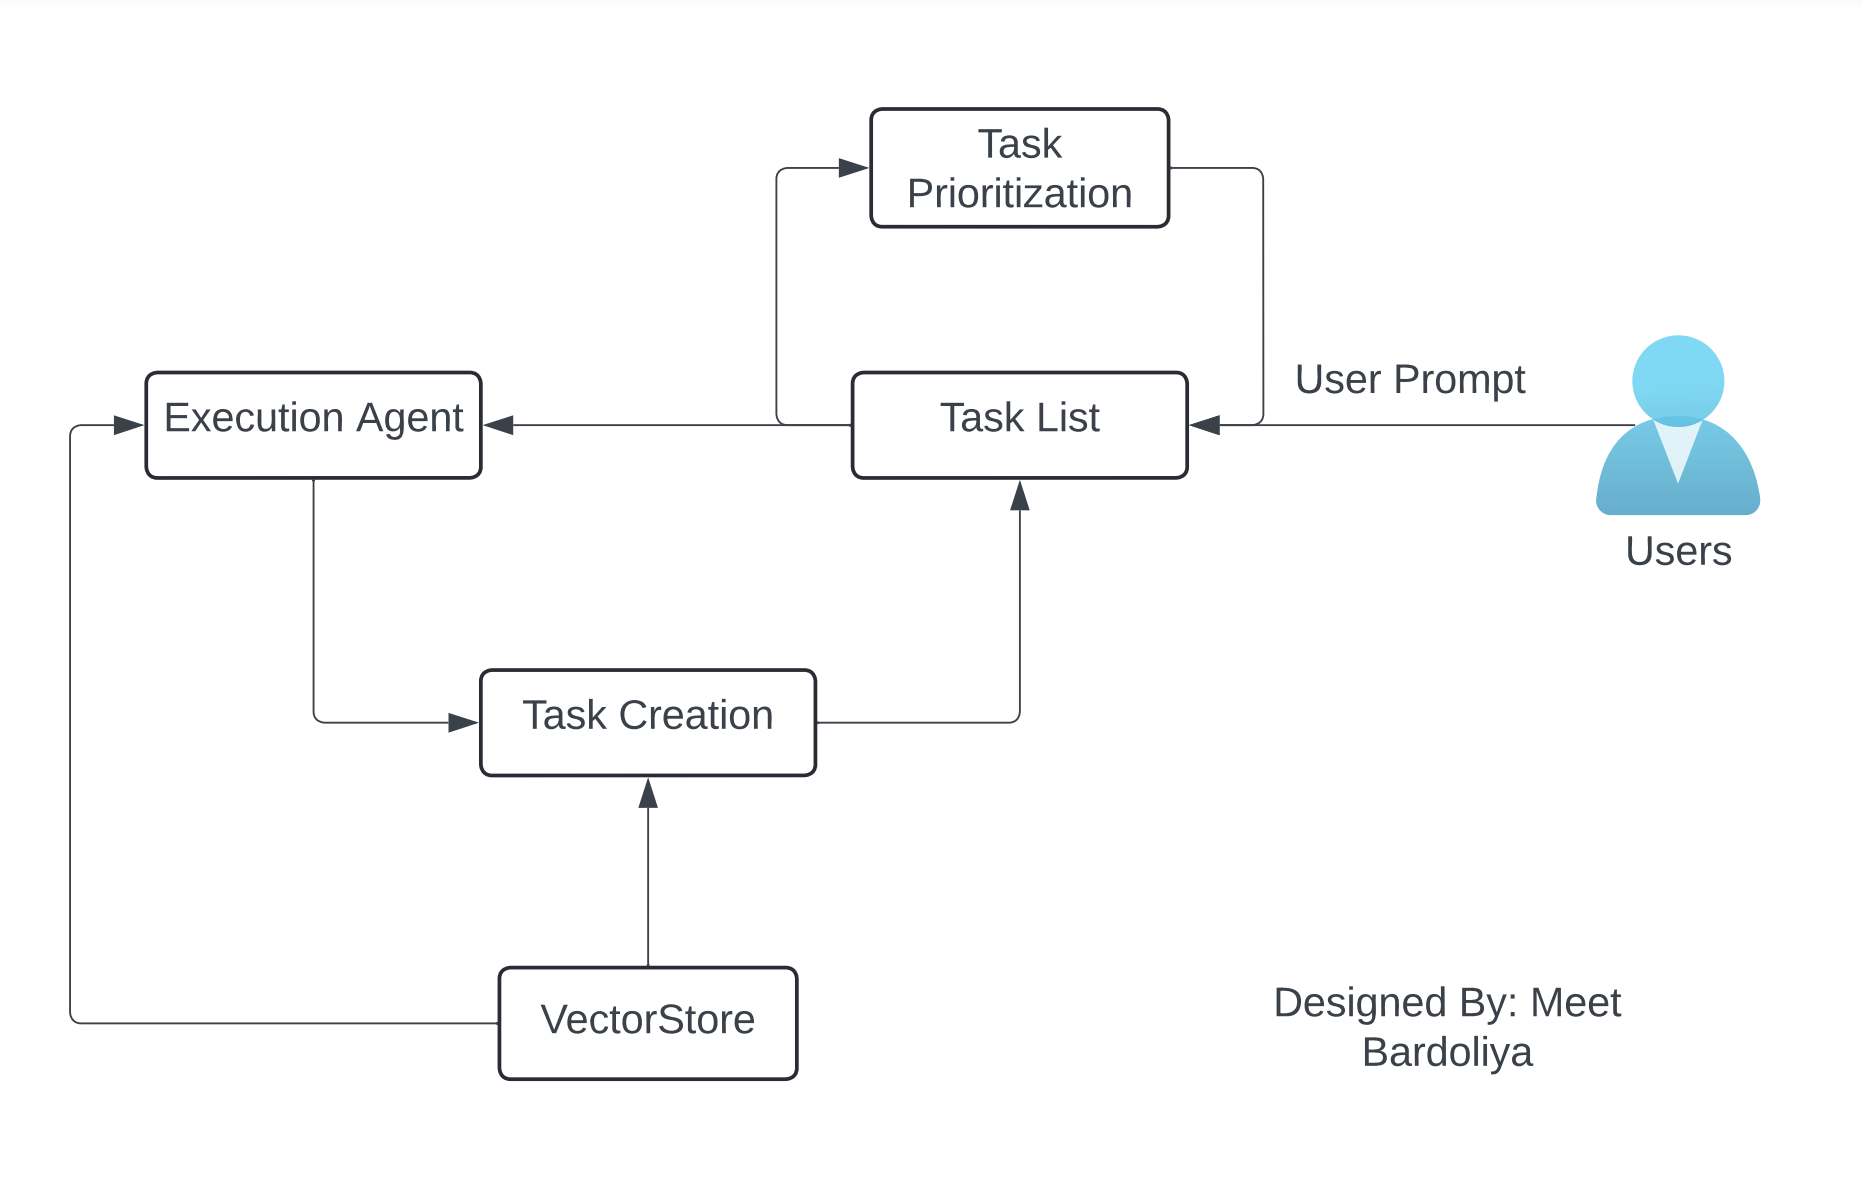 Task
Prioritization
Execution Agent
Task List
User Prompt
Users
Task Creation
VectorStore
Designed By: Meet
Bardoliya